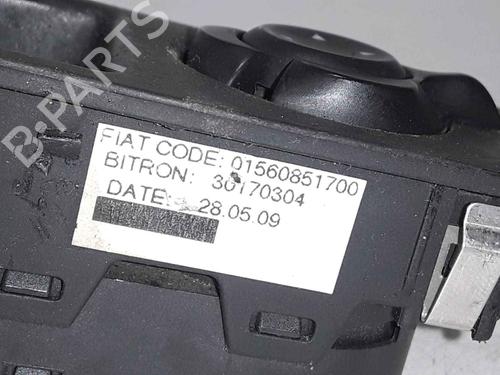 B-PARTS
FIAT CODE: 01560851700
BITRON: 30170304
DATE: 28.05.09